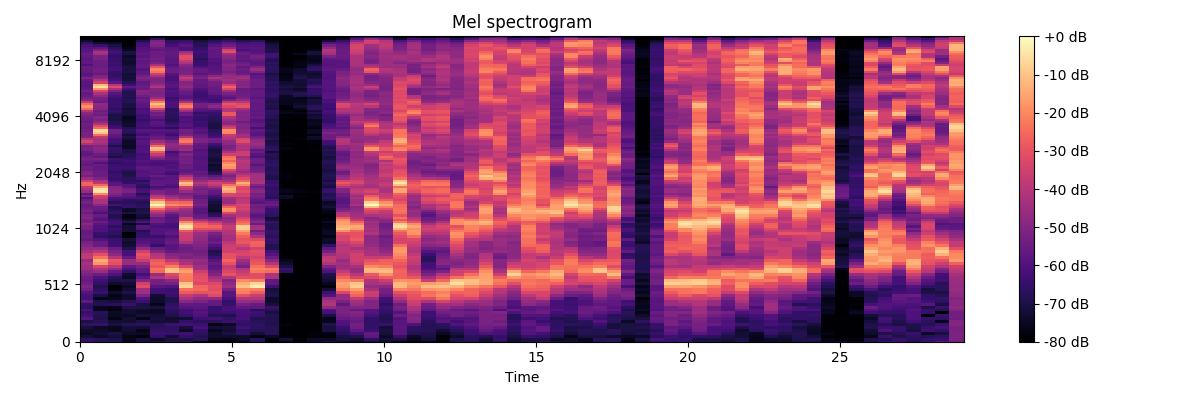 Mel spectrogram
8192
4096
2048
1024
512
0
Hz
0 5 10 15 20 25
Time
+0 dB
-10 dB
-20 dB
-30 dB
-40 dB
-50 dB
-60 dB
-70 dB
-80 dB